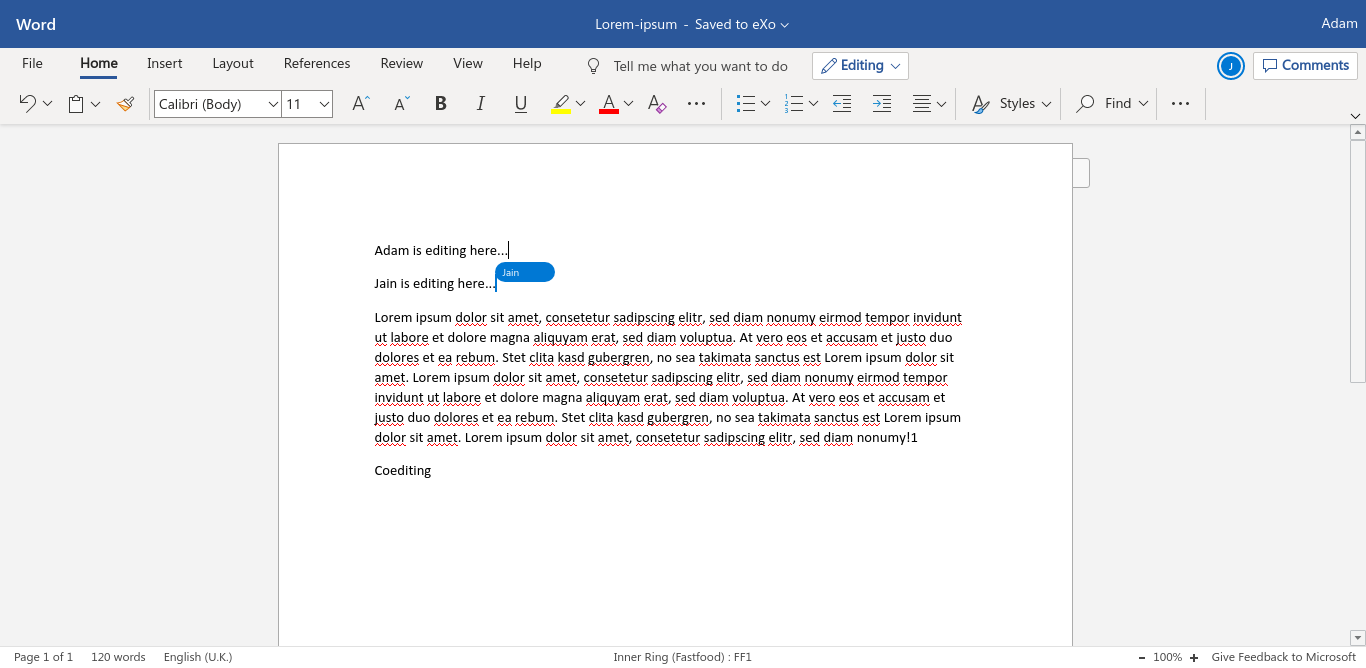 Word
Lorem-ipsum - Saved to eXo
Adam
File Home Insert Layout References Review View Help Tell me what you want to do Editing J Comments
Calibri (Body) 11 A A B I U A A 1 2 3 Styles Find
Adam is editing here...
Jain
Jain is editing here...
Lorem ipsum dolor sit amet, consetetur sadipscing elitr, sed diam nonumy eirmod tempor invidunt
ut labore et dolore magna aliquyam erat, sed diam voluptua. At vero eos et accusam et justo duo
dolores et ea rebum. Stet clita kasd gubergren, no sea takimata sanctus est Lorem ipsum dolor sit
amet. Lorem ipsum dolor sit amet, consetetur sadipscing elitr, sed diam nonumy eirmod tempor
invidunt ut labore et dolore magna aliquyam erat, sed diam voluptua. At vero eos et accusam et
justo duo dolores et ea rebum. Stet clita kasd gubergren, no sea takimata sanctus est Lorem ipsum
dolor sit amet. Lorem ipsum dolor sit amet, consetetur sadipscing elitr, sed diam nonumy!1
Coediting
Page 1 of 1 120 words English (U.K.) Inner Ring (Fastfood) : FF1 - 100% + Give Feedback to Microsoft